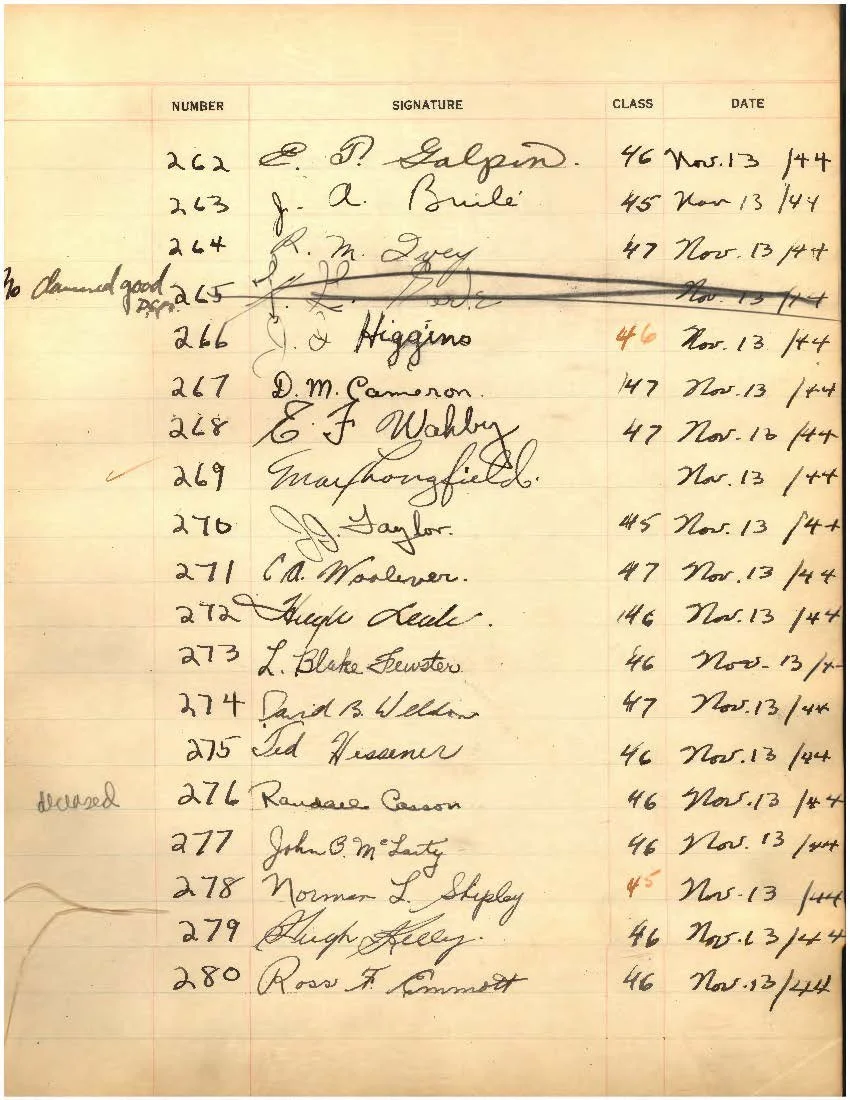 NUMBER SIGNATURE CLASS DATE
262 E. P. Galpin. 46 Nov. 13 /44
263 J. A. Brulé 45 Nov 13 /44
264 R. M. Ivey 47 Nov. 13/44
No damned good 265 Nov. 13 /44
266 Higgins 46 Nov. 13 /44
267 D. M. Cameron. 47 Nov. 13 /44
268 E F Wahby 47 Nov. 13 /44
269 Max Longfield. Nov. 13 /44
270 Taylor. 45 Nov. 13 /44
271 C A. Woolever. 47 Nov. 13 /44
272 Hugh 46 Nov. 13 /44
273 L. Blake Fewster 46 Nov. 13 /4
274 David B. Weldon 47 Nov. 13 /44
275 Ted Hessener 46 Nov. 13 /44
deceased 276 Randall Casson 46 Nov. 13 /44
277 John B. McLarty 46 Nov. 13 /44
278 Norman L. Shipley 45 Nov. 13 /44
279 Hugh Kelly. 46 Nov. 13 /44
280 Ross F. Emmott 46 Nov. 13 /44